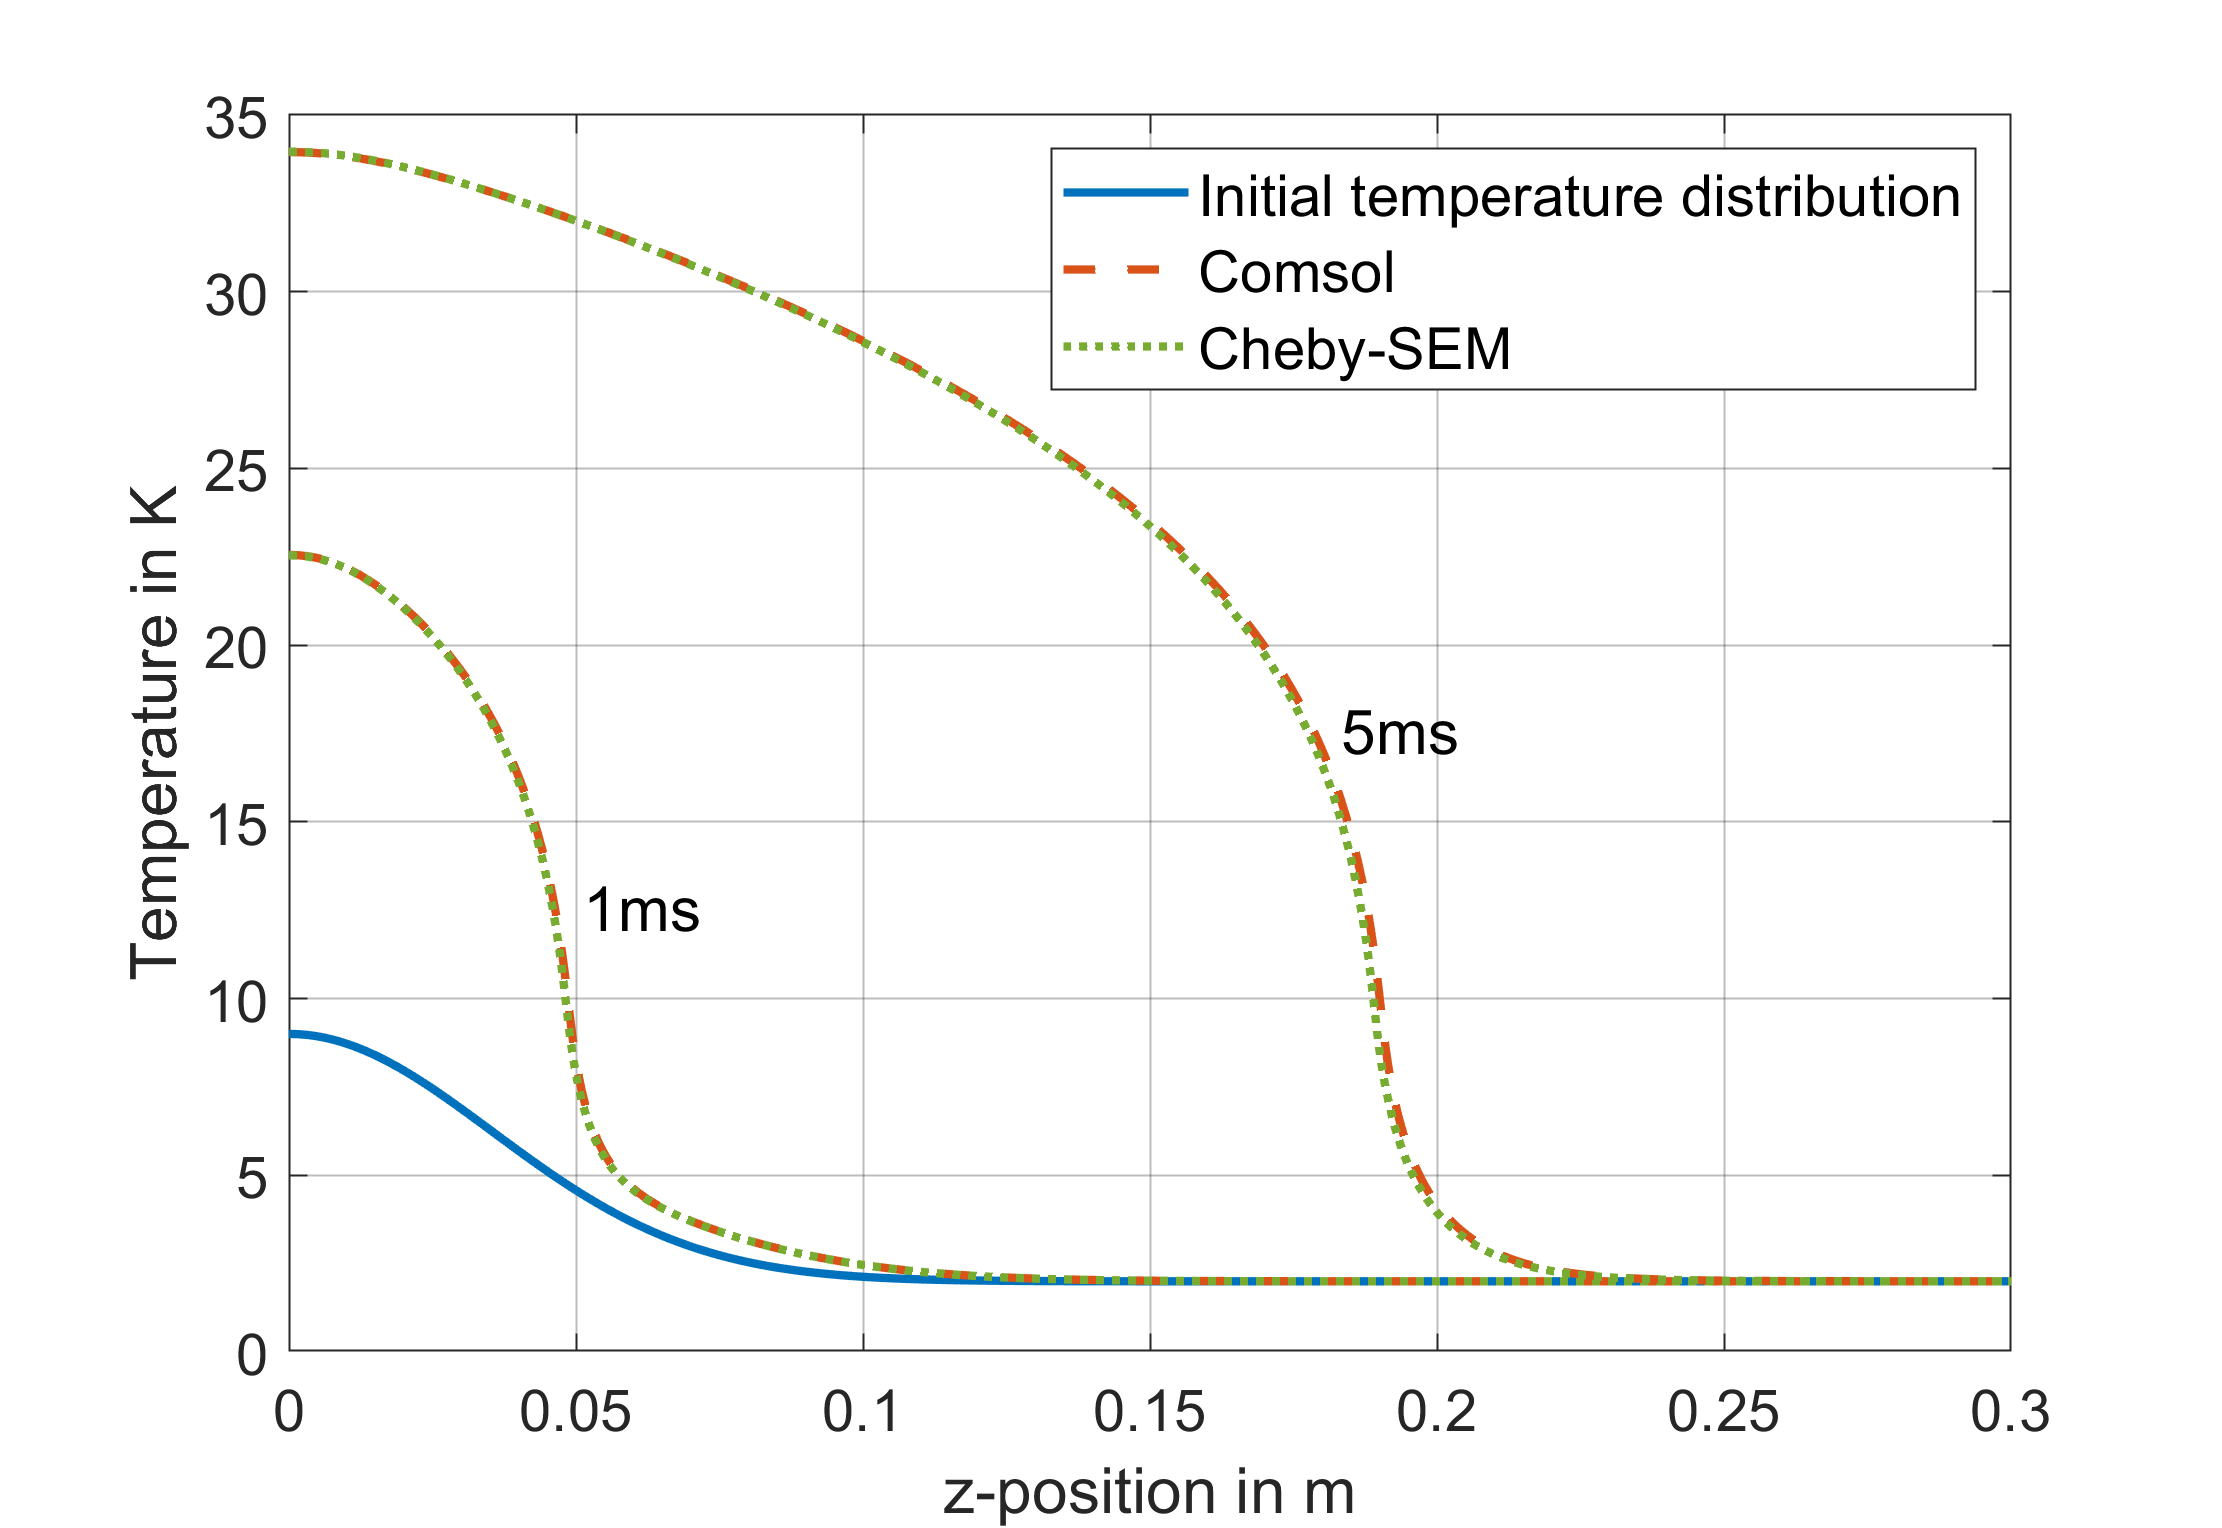 35
30
25
20
15
10
5
0
Temperature in K
Initial temperature distribution
Comsol
Cheby-SEM
5ms
1ms
0 0.05 0.1 0.15 0.2 0.25 0.3
z-position in m